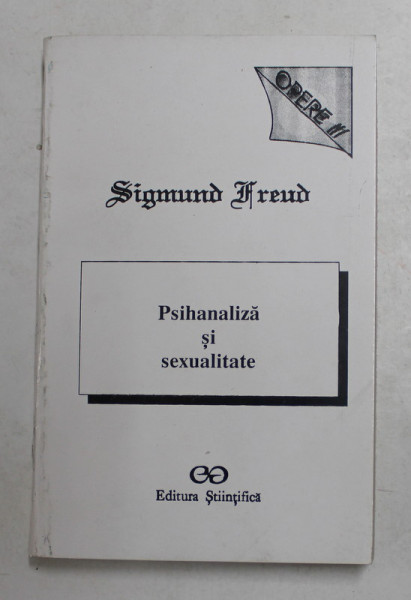 OPERE III
Sigmund Freud
Psihanaliză
și
sexualitate
Editura Științifică